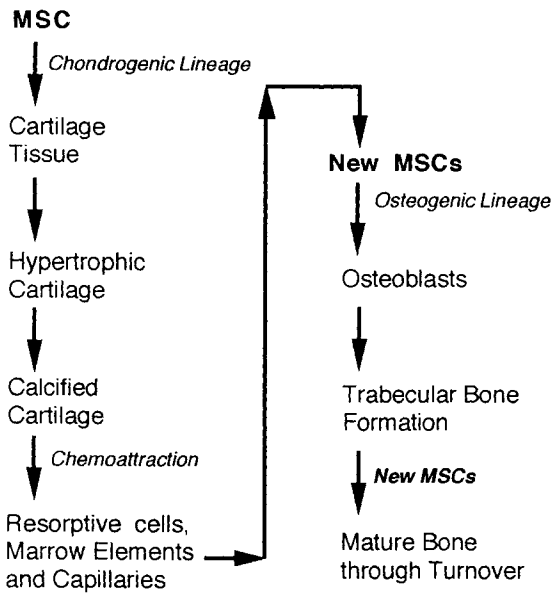 MSC
Chondrogenic Lineage
Cartilage
Tissue
Hypertrophic
Cartilage
Calcified
Cartilage
Chemoattraction
Resorptive cells,
Marrow Elements
and Capillaries
New MSCs
Osteogenic Lineage
Osteoblasts
Trabecular Bone
Formation
New MSCs
Mature Bone
through Turnover